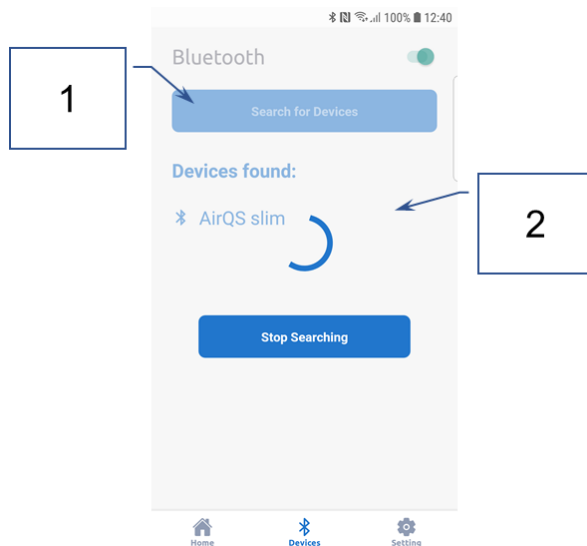 100% 12:40
Bluetooth
1
Search for Devices
Devices found:
AirQS slim
2
Stop Searching
Home
Devices
Setting